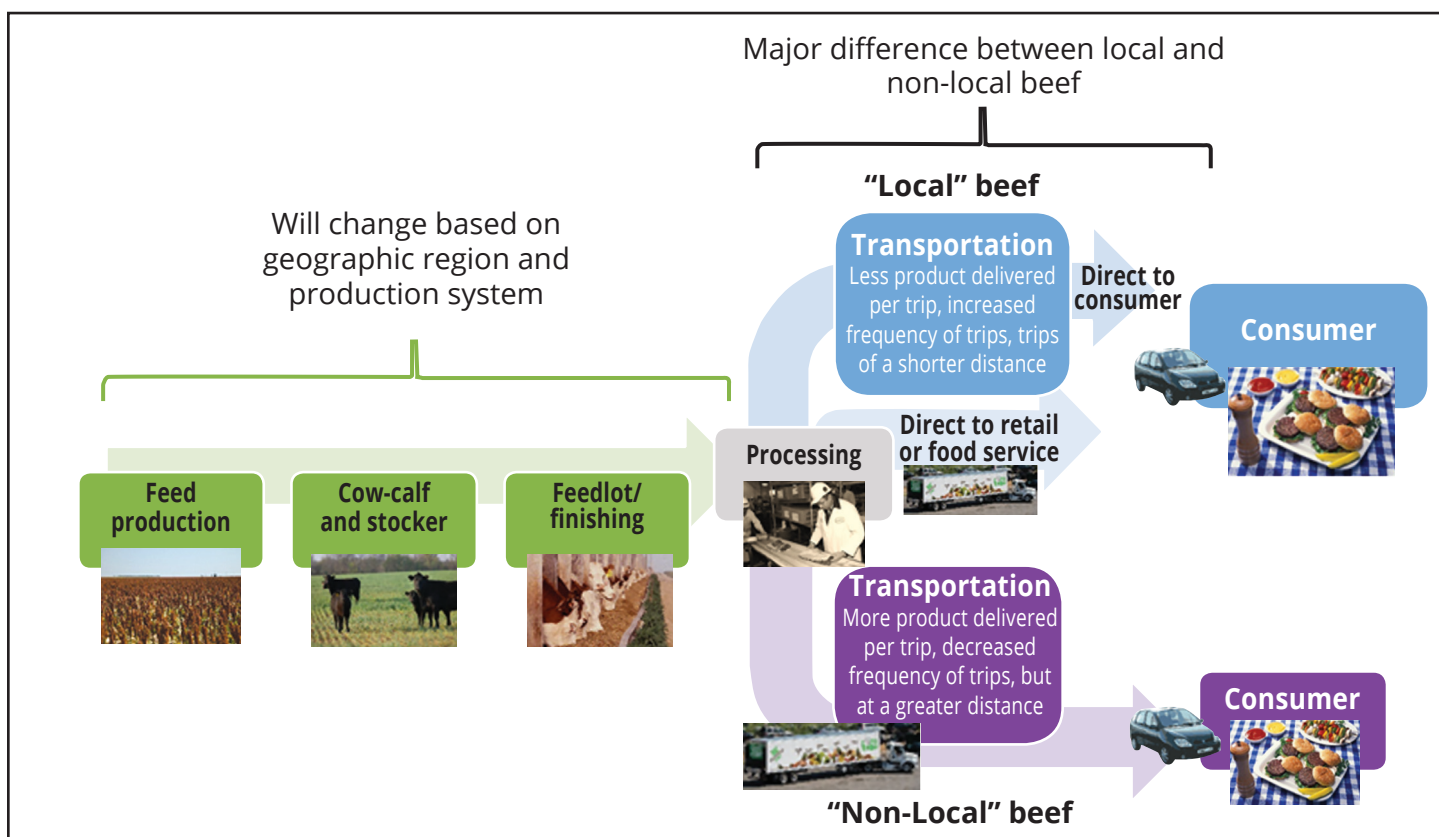 Major difference between local and
non-local beef
“Local” beef
Will change based on
geographic region and
production system
Transportation
Less product delivered
per trip, increased
frequency of trips, trips
of a shorter distance
Direct to
consumer
Consumer
Direct to retail
or food service
Processing
Feed
production
Cow-calf
and stocker
Feedlot/
finishing
Transportation
More product delivered
per trip, decreased
frequency of trips, but
at a greater distance
Consumer
“Non-Local” beef